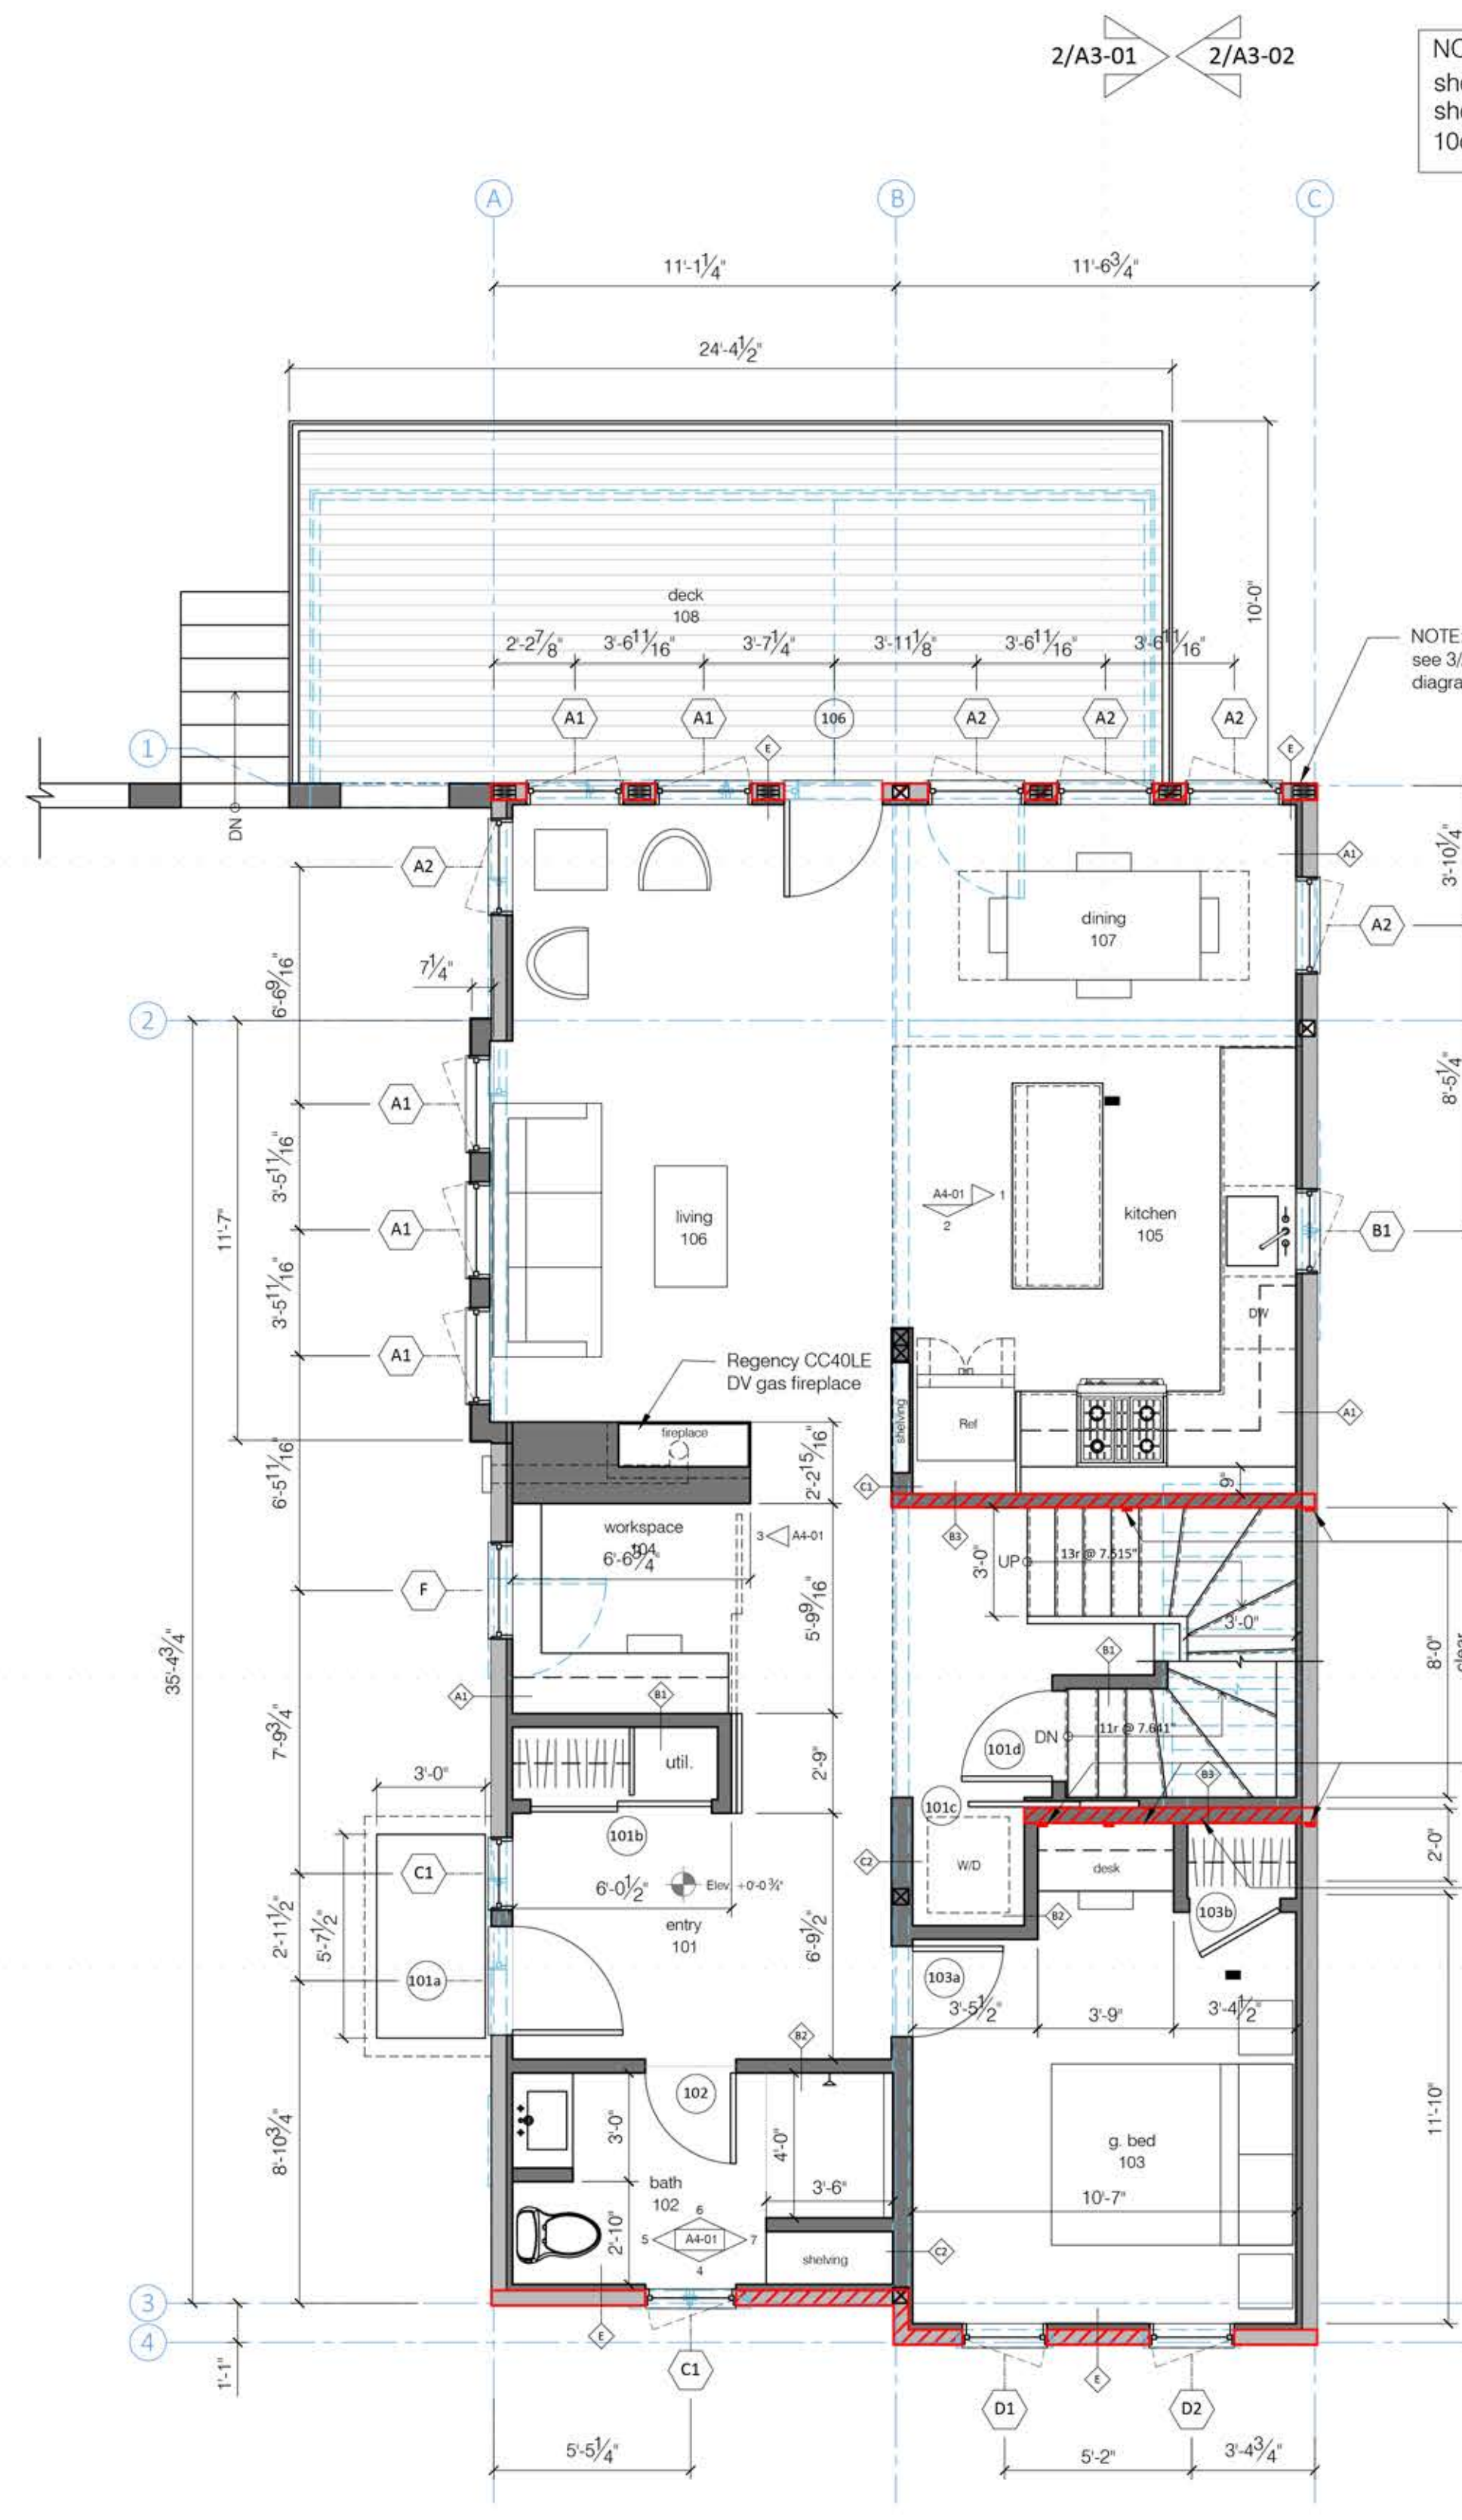 2/A3-01
2/A3-02
NO
sh
sh
10
A
B
C
11'-1¼"
11'-6¾"
24'-4½"
deck
108
10'-0"
2'-2⅞"
3'-6 11/16"
3'-7¼"
3'-11⅛"
3'-6 11/16"
3'-6 11/16"
NOTE
see 3/
diagra
A1
A1
106
A2
A2
A2
1
E
E
DN
A2
A1
3'-10¼"
dining
107
A2
7¼"
6'-6 9/16"
2
8'-5¼"
A1
3'-5 11/16"
11'-7"
A4-01
1
2
living
106
kitchen
105
A1
B1
3'-5 11/16"
DW
A1
Regency CC40LE
DV gas fireplace
shelving
Ref
A1
fireplace
6'-5 11/16"
2'-2 15/16"
C1
9"
workspace
104
6'-6¾"
3
A4-01
B3
3'-0"
UP
13r @ 7.515"
F
5'-9 9/16"
3'-0"
35'-4¾"
8'-0"
clear
B1
A1
B1
7'-9¾"
101d
DN
11r @ 7.641"
util.
2'-9"
3'-0"
B3
101c
101b
2'-0"
C1
C2
W/D
desk
6'-0½"
Elev. +0'-0 ¾"
2'-11½"
5'-7½"
B2
103b
entry
101
6'-9½"
101a
103a
3'-5½"
3'-9"
3'-4½"
B2
102
3'-0"
4'-0"
8'-10¾"
11'-10"
g. bed
103
bath
102
3'-6"
10'-7"
2'-10"
6
5
A4-01
7
4
shelving
C2
3
E
4
1'-1"
C1
E
D1
D2
5'-5¼"
5'-2"
3'-4¾"